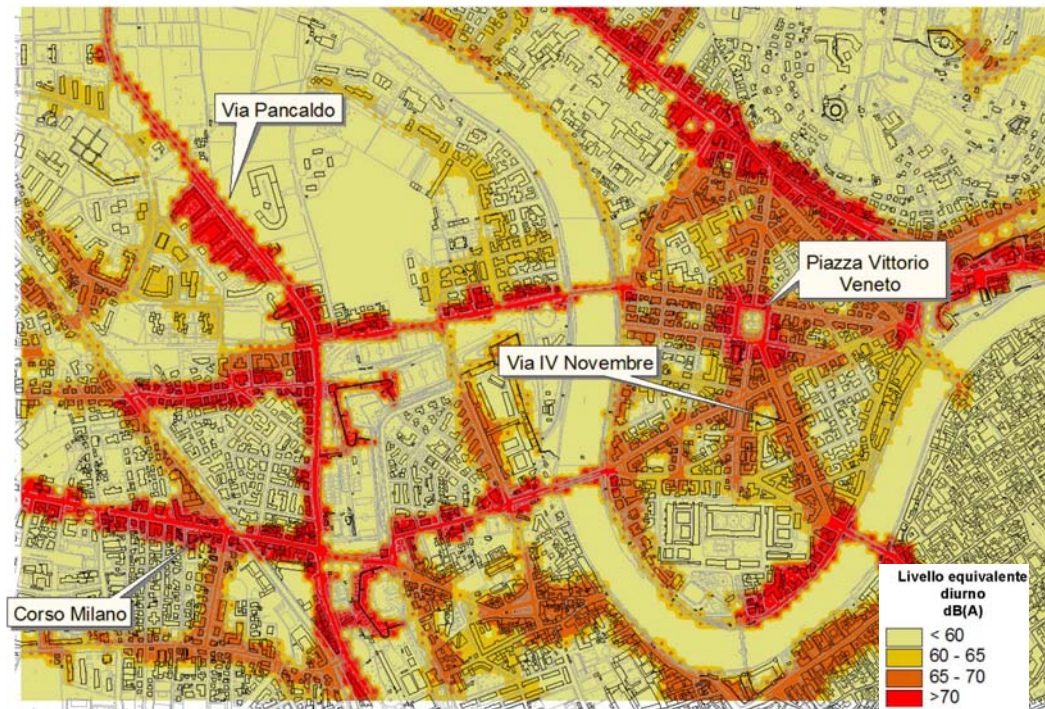 Via Pancaldo
Piazza Vittorio
Veneto
Via IV Novembre
Corso Milano
Livello equivalente
diurno
dB(A)
< 60
60 - 65
65 - 70
>70